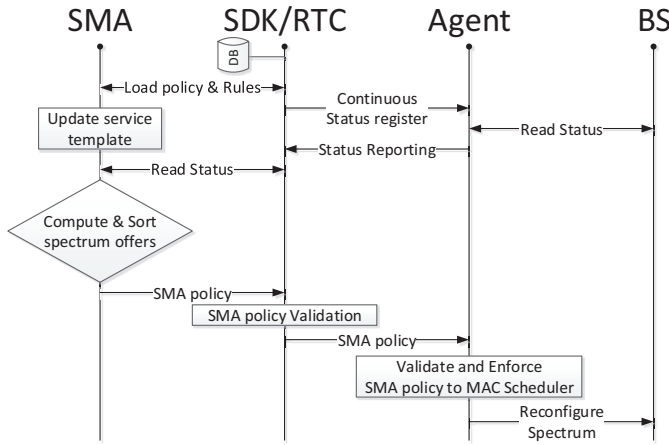 SMA SDK/RTC Agent BS
DB
Load policy & Rules
Continuous
Status register
Update service
template
Read Status
Status Reporting
Read Status
Compute & Sort
spectrum offers
SMA policy
SMA policy Validation
SMA policy
Validate and Enforce
SMA policy to MAC Scheduler
Reconfigure
Spectrum